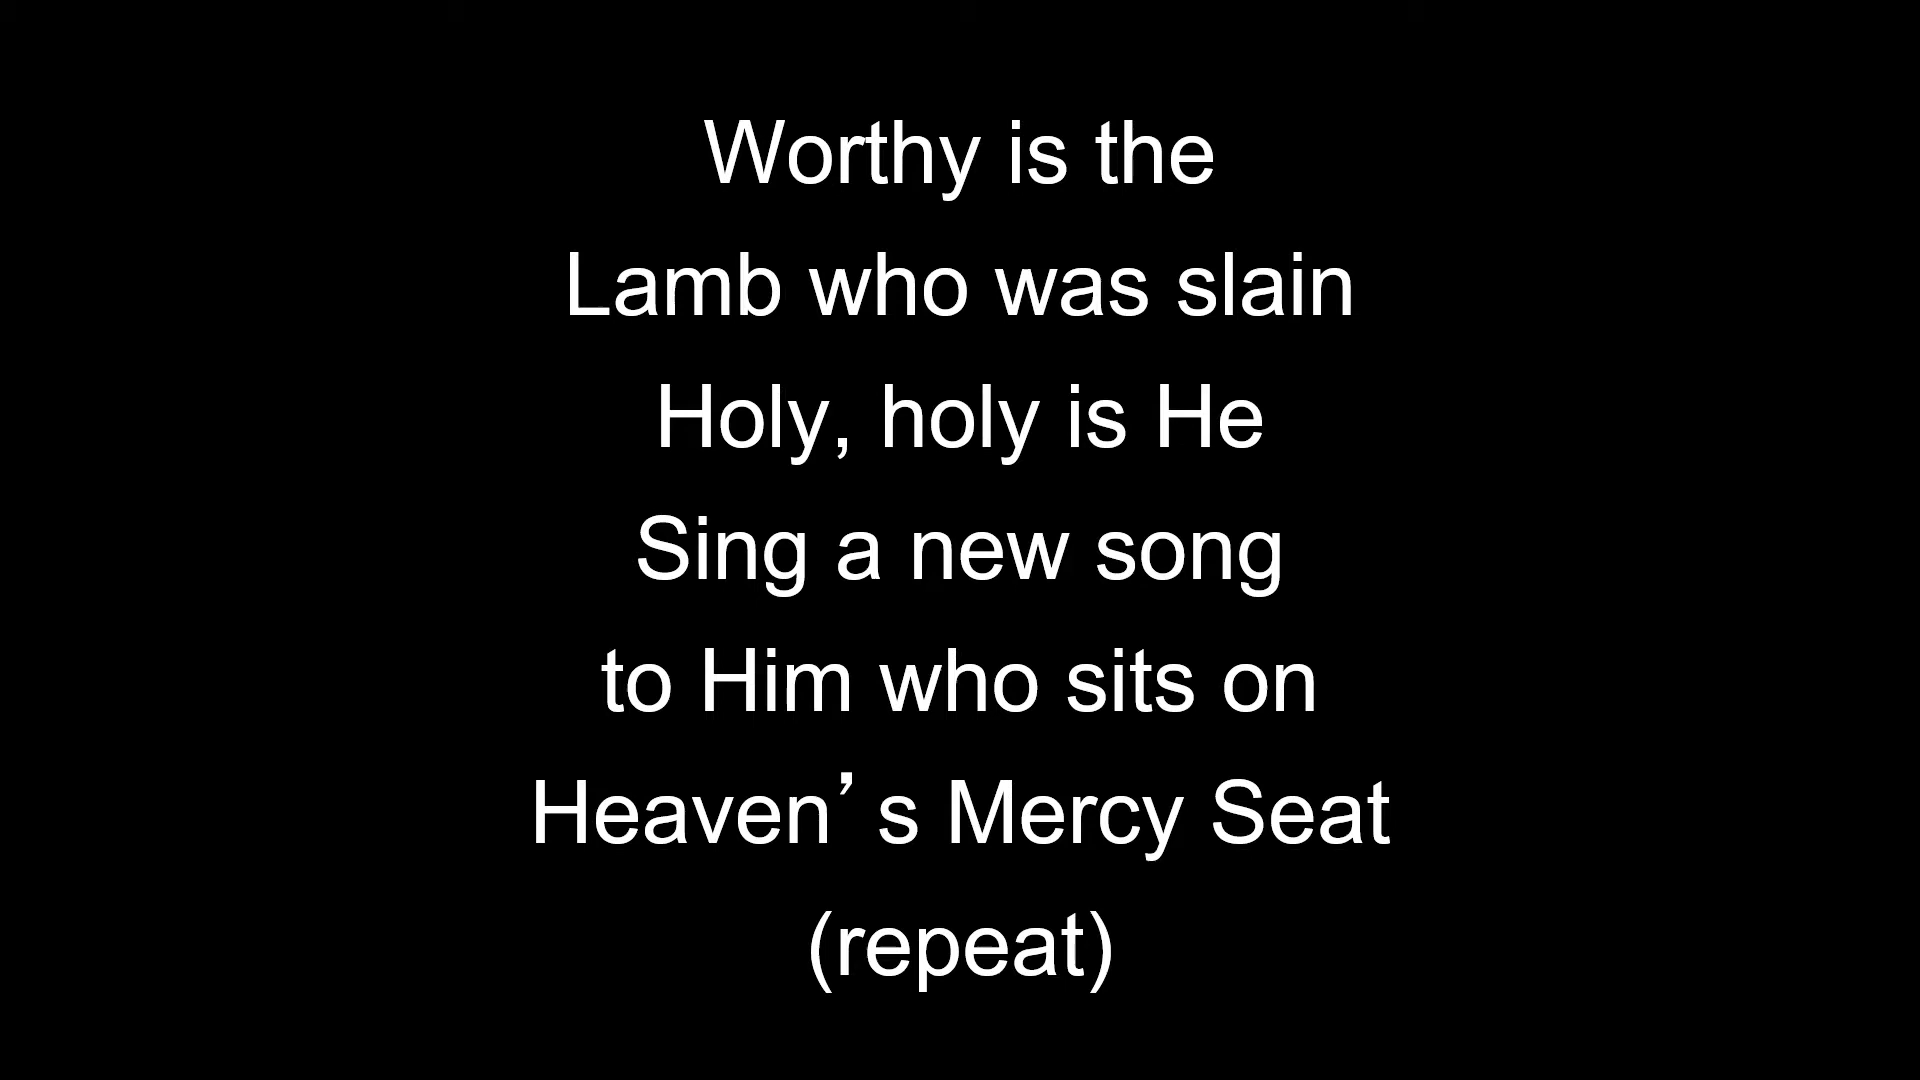 Worthy is the
Lamb who was slain
Holy, holy is He
Sing a new song
to Him who sits on
Heaven’s Mercy Seat
(repeat)